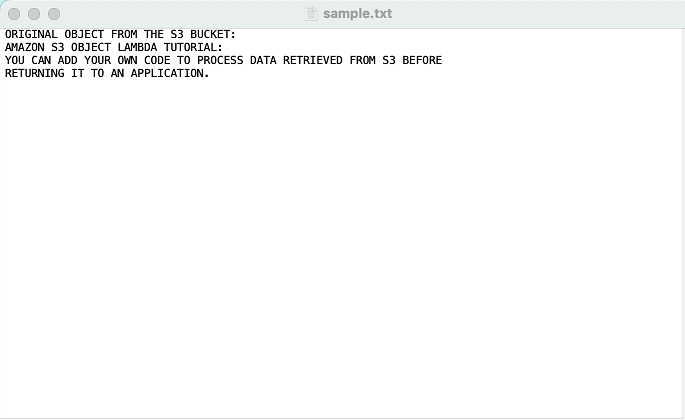 sample.txt
ORIGINAL OBJECT FROM THE S3 BUCKET:
AMAZON S3 OBJECT LAMBDA TUTORIAL:
YOU CAN ADD YOUR OWN CODE TO PROCESS DATA RETRIEVED FROM S3 BEFORE
RETURNING IT TO AN APPLICATION.